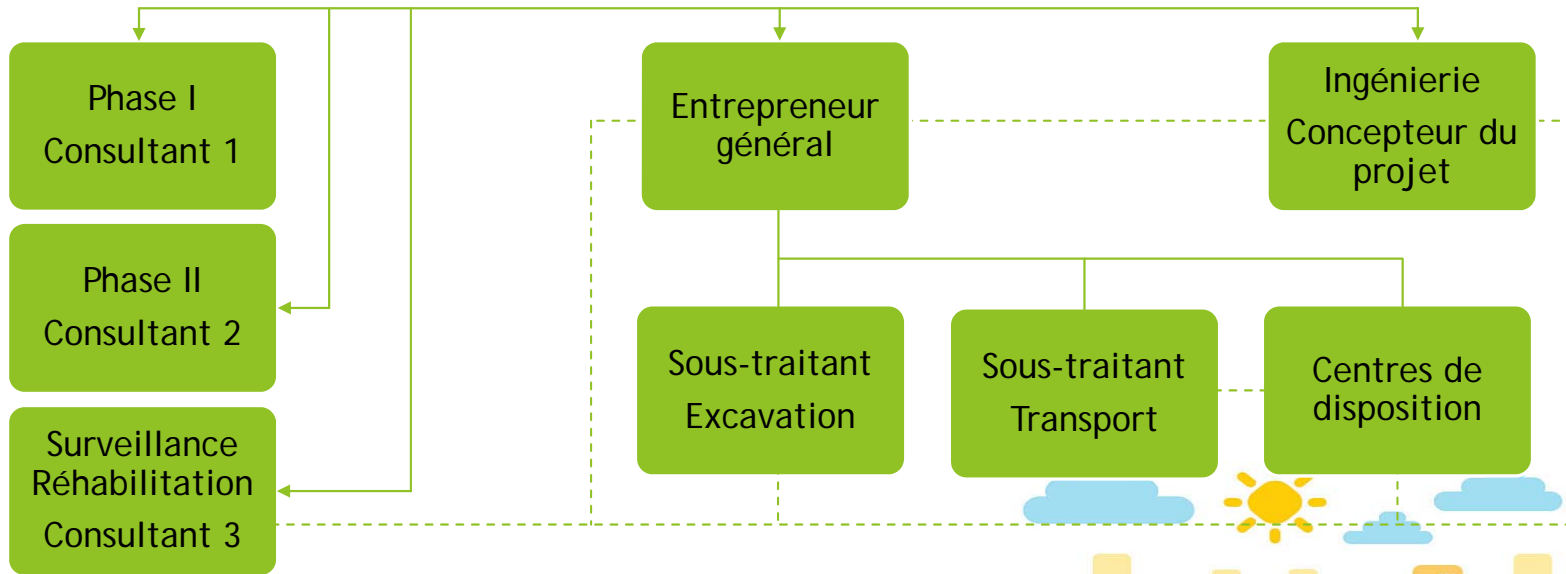 Phase I
Consultant 1
Entrepreneur
général
Ingénierie
Concepteur du
projet
Phase II
Consultant 2
Sous-traitant
Excavation
Sous-traitant
Transport
Centres de
disposition
Surveillance
Réhabilitation
Consultant 3